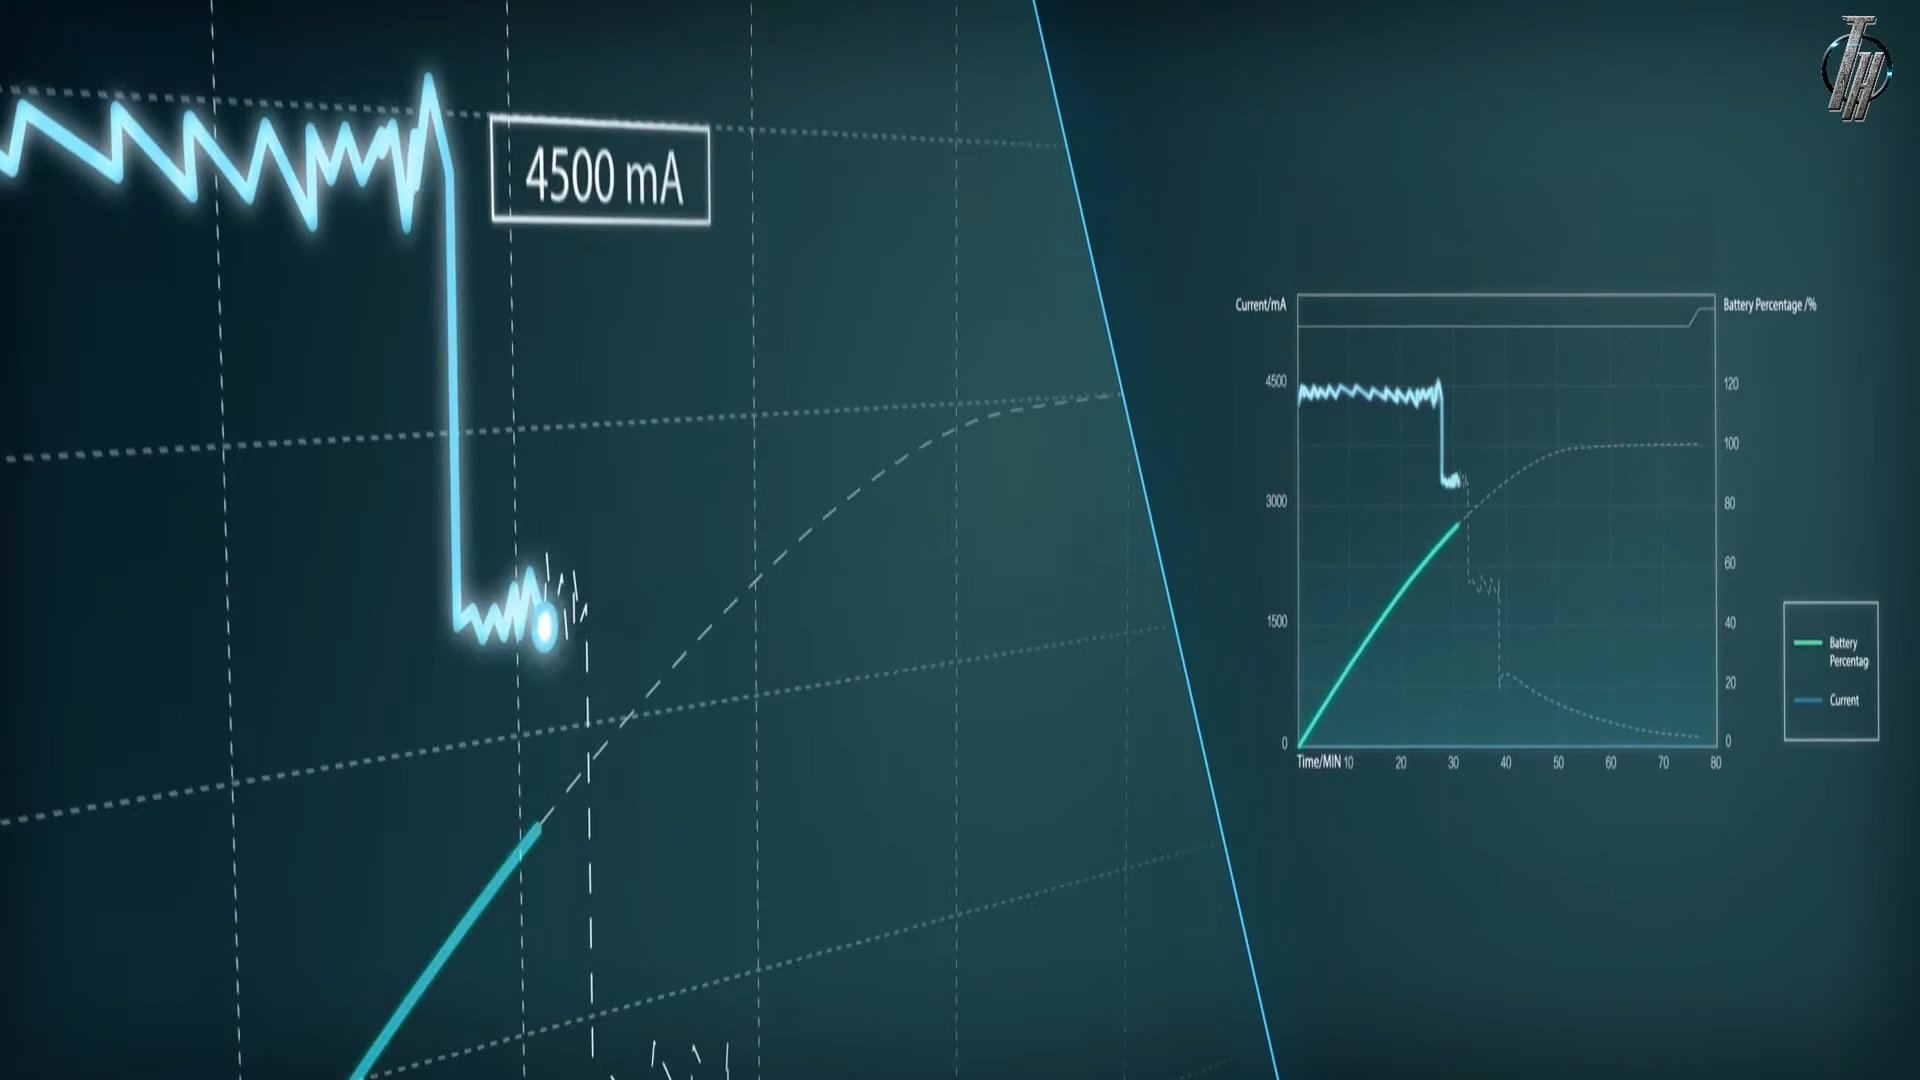 4500 mA
TH
Current/mA
Battery Percentage /%
4500
3000
1500
0
120
100
80
60
40
20
0
Time/MIN 10 20 30 40 50 60 70 80
Battery
Percentag
Current